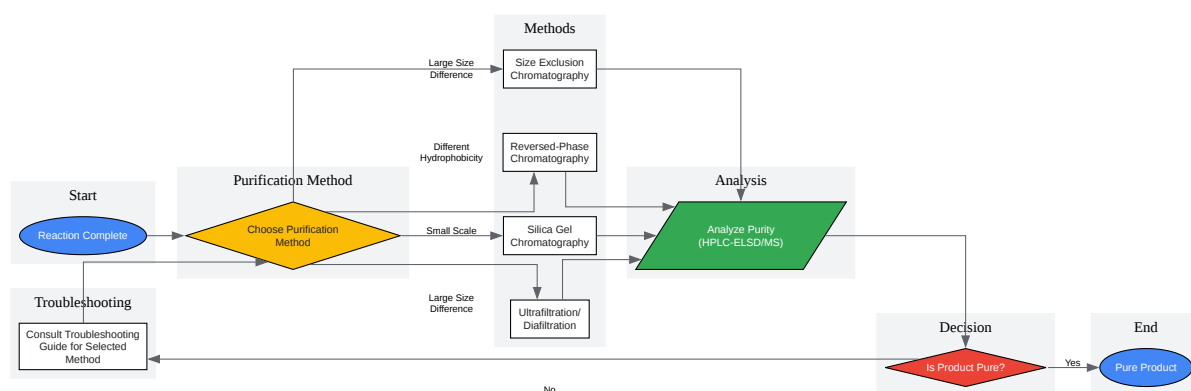 Methods
Large Size
Difference
Size Exclusion
Chromatography
Different
Hydrophobicity
Reversed-Phase
Chromatography
Start
Purification Method
Analysis
Reaction Complete
Choose Purification
Method
Small Scale
Silica Gel
Chromatography
Analyze Purity
(HPLC-ELSD/MS)
Large Size
Difference
Ultrafiltration/
Diafiltration
Troubleshooting
Consult Troubleshooting
Guide for Selected
Method
Decision
End
Is Product Pure?
Yes
Pure Product
No